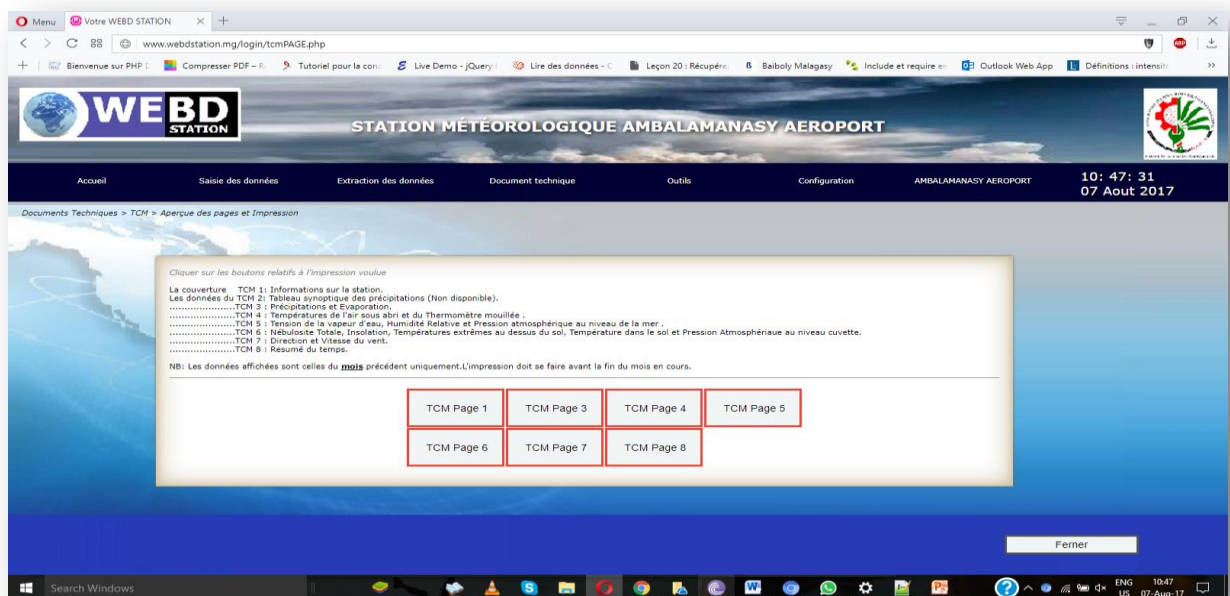 Menu
Votre WEBD STATION
www.webdstation.mg/login/tcmPAGE.php
Bienvenue sur PHP
Compresser PDF –
Tutoriel pour la con
Live Demo - jQuery
Lire des données -
Leçon 20 : Récupére
Baiboly Malagasy
Include et require e
Outlook Web App
Définitions : intensit
WEBD
STATION
STATION MÉTÉOROLOGIQUE AMBALAMANASY AEROPORT
Accueil
Saisie des données
Extraction des données
Document technique
Outils
Configuration
AMBALAMANASY AEROPORT
10: 47: 31
07 Aout 2017
Documents Techniques > TCM > Aperçue des pages et Impression
Cliquer sur les boutons relatifs à l'impression voulue
La couverture TCM 1: Informations sur la station.
Les données du TCM 2: Tableau synoptique des précipitations (Non disponible).
......................TCM 3 : Précipitations et Evaporation.
......................TCM 4 : Températures de l'air sous abri et du Thermomètre mouillée .
......................TCM 5 : Tension de la vapeur d'eau, Humidité Relative et Pression atmosphérique au niveau de la mer .
......................TCM 6 : Nébulosite Totale, Insolation, Températures extrêmes au dessus du sol, Température dans le sol et Pression Atmosphériaue au niveau cuvette.
......................TCM 7 : Direction et Vitesse du vent.
......................TCM 8 : Resumé du temps.
NB: Les données affichées sont celles du mois précédent uniquement.L'impression doit se faire avant la fin du mois en cours.
TCM Page 1
TCM Page 3
TCM Page 4
TCM Page 5
TCM Page 6
TCM Page 7
TCM Page 8
Ferner
Search Windows
ENG
US
10:47
07-Aug-17